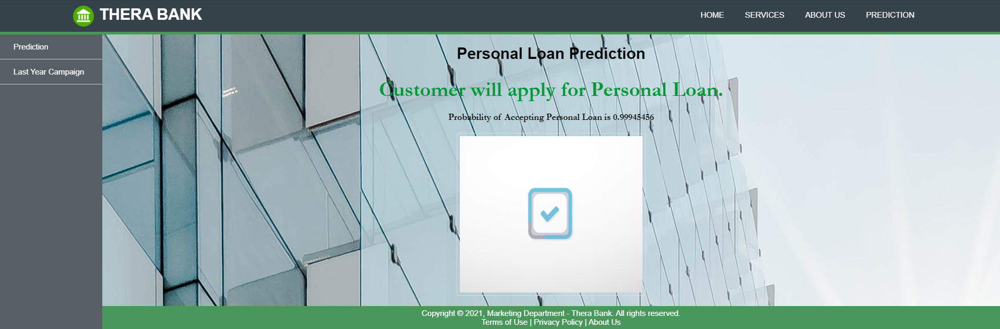 THERA BANK
HOME SERVICES ABOUT US PREDICTION
Prediction
Last Year Campaign
Personal Loan Prediction
Customer will apply for Personal Loan.
Probability of Accepting Personal Loan is 0.99945456
Copyright © 2021, Marketing Department - Thera Bank. All rights reserved.
Terms of Use | Privacy Policy | About Us